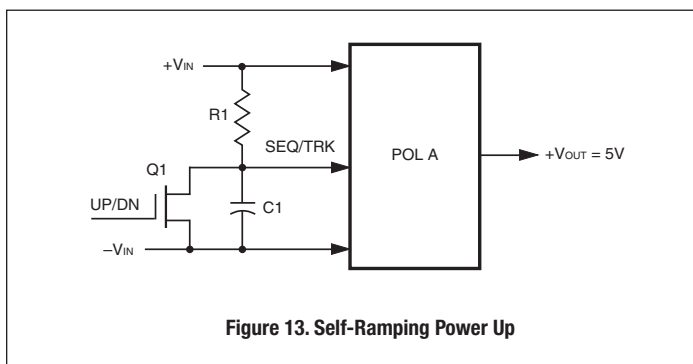 +VIN
R1
SEQ/TRK
POL A
+VOUT = 5V
Q1
UP/DN
C1
–VIN
Figure 13. Self-Ramping Power Up